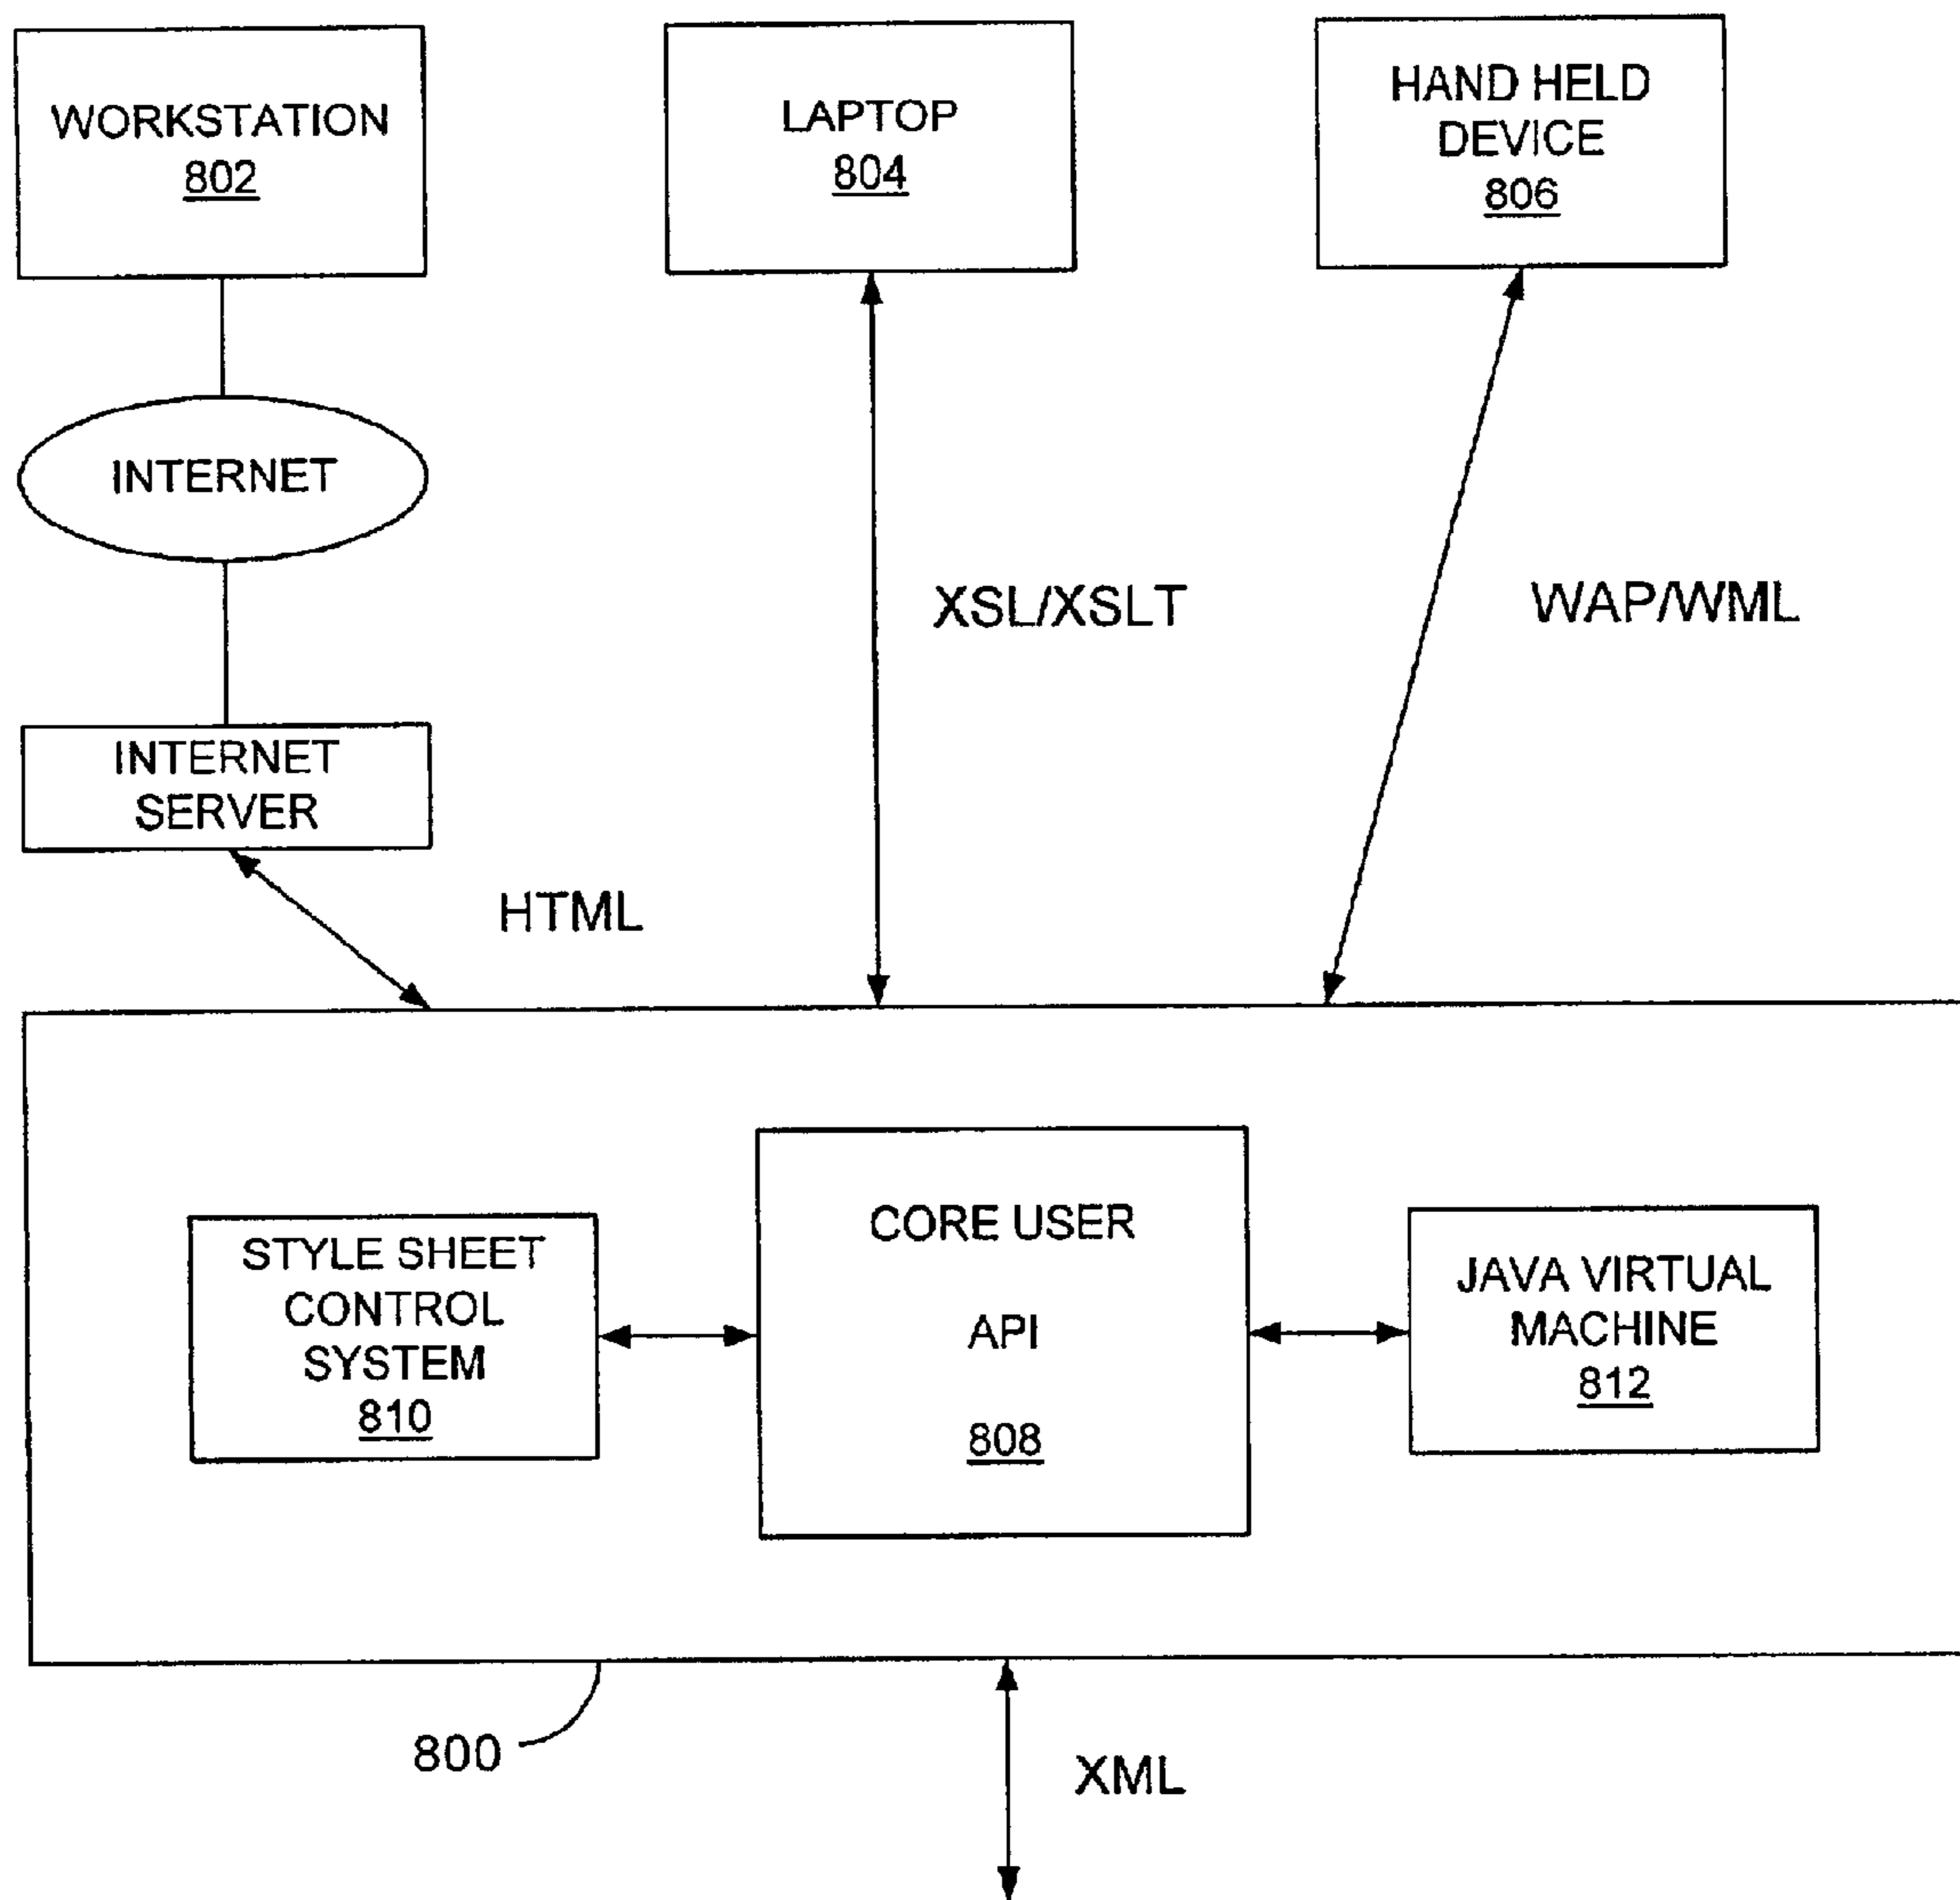 WORKSTATION
802
LAPTOP
804
HAND HELD
DEVICE
806
INTERNET
XSL/XSLT
WAP/WML
INTERNET
SERVER
HTML
STYLE SHEET
CONTROL
SYSTEM
810
CORE USER
API
808
JAVA VIRTUAL
MACHINE
812
800
XML